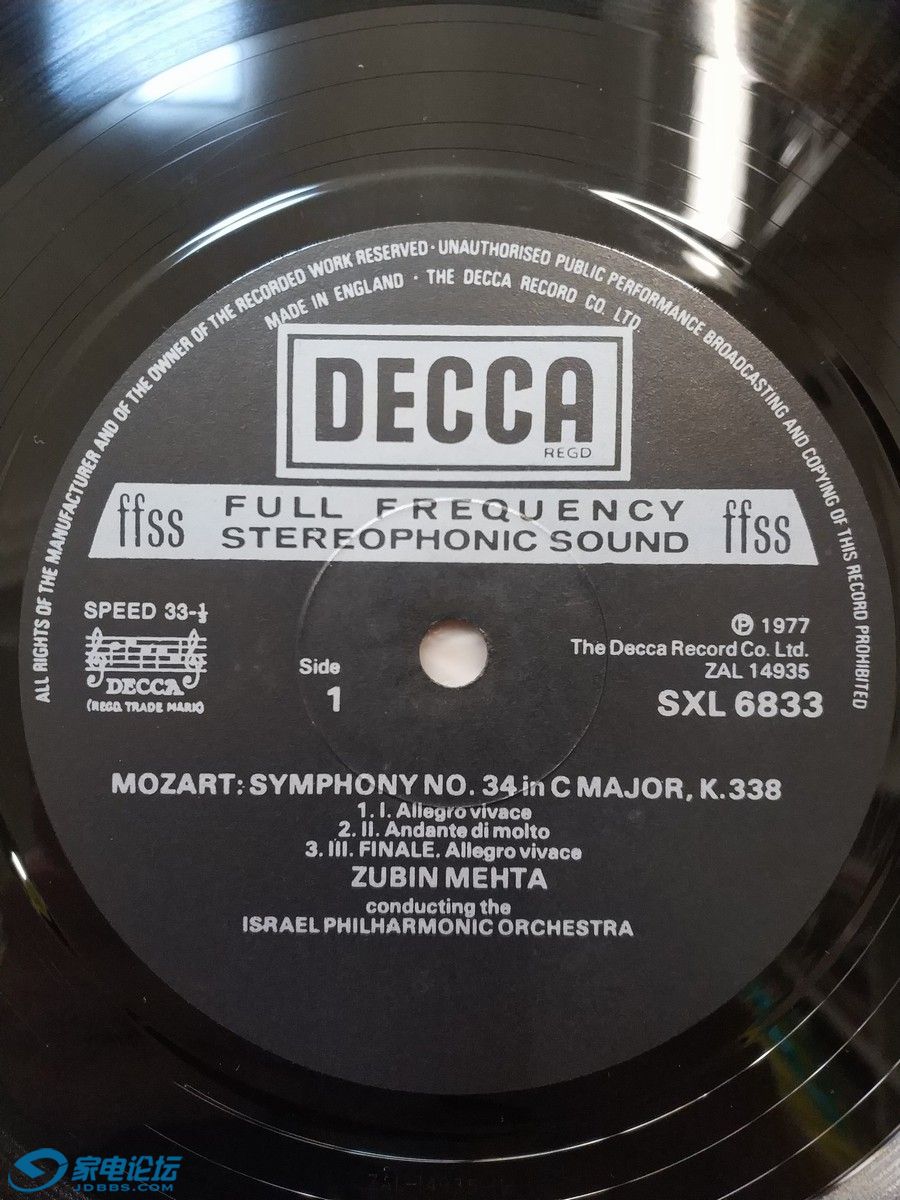 ALL RIGHTS OF THE MANUFACTURER AND OF THE OWNER OF THE RECORDED WORK RESERVED · UNAUTHORISED PUBLIC PERFORMANCE BROADCASTING AND COPYING OF THIS RECORD PROHIBITED
MADE IN ENGLAND · THE DECCA RECORD CO. LTD.
DECCA
REGD
ffss FULL FREQUENCY ffss
STEREOPHONIC SOUND
SPEED 33-⅓
DECCA
(REGD. TRADE MARK)
Side
1
Ⓟ 1977
The Decca Record Co. Ltd.
ZAL 14935
SXL 6833
MOZART: SYMPHONY NO. 34 in C MAJOR, K.338
1. I. Allegro vivace
2. II. Andante di molto
3. III. FINALE. Allegro vivace
ZUBIN MEHTA
conducting the
ISRAEL PHILHARMONIC ORCHESTRA
家电论坛
JDBBS.COM